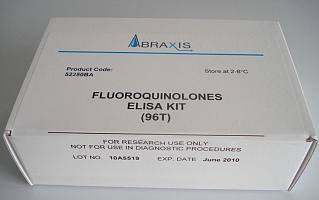 ABRAXIS
Product Code:
52280BA
Store at 2-8°C
FLUOROQUINOLONES
ELISA KIT
(96T)
FOR RESEARCH USE ONLY
NOT FOR USE IN DIAGNOSTIC PROCEDURES
LOT NO. 10A5519 EXP. DATE June 2010